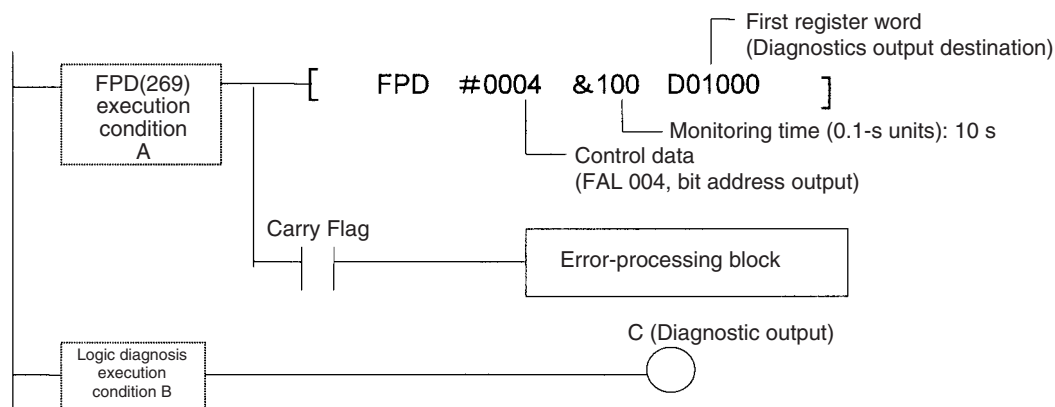 First register word
(Diagnostics output destination)
FPD(269)
execution
condition
A
[ FPD #0004 &100 D01000 ]
Monitoring time (0.1-s units): 10 s
Control data
(FAL 004, bit address output)
Carry Flag
Error-processing block
C (Diagnostic output)
Logic diagnosis
execution
condition B